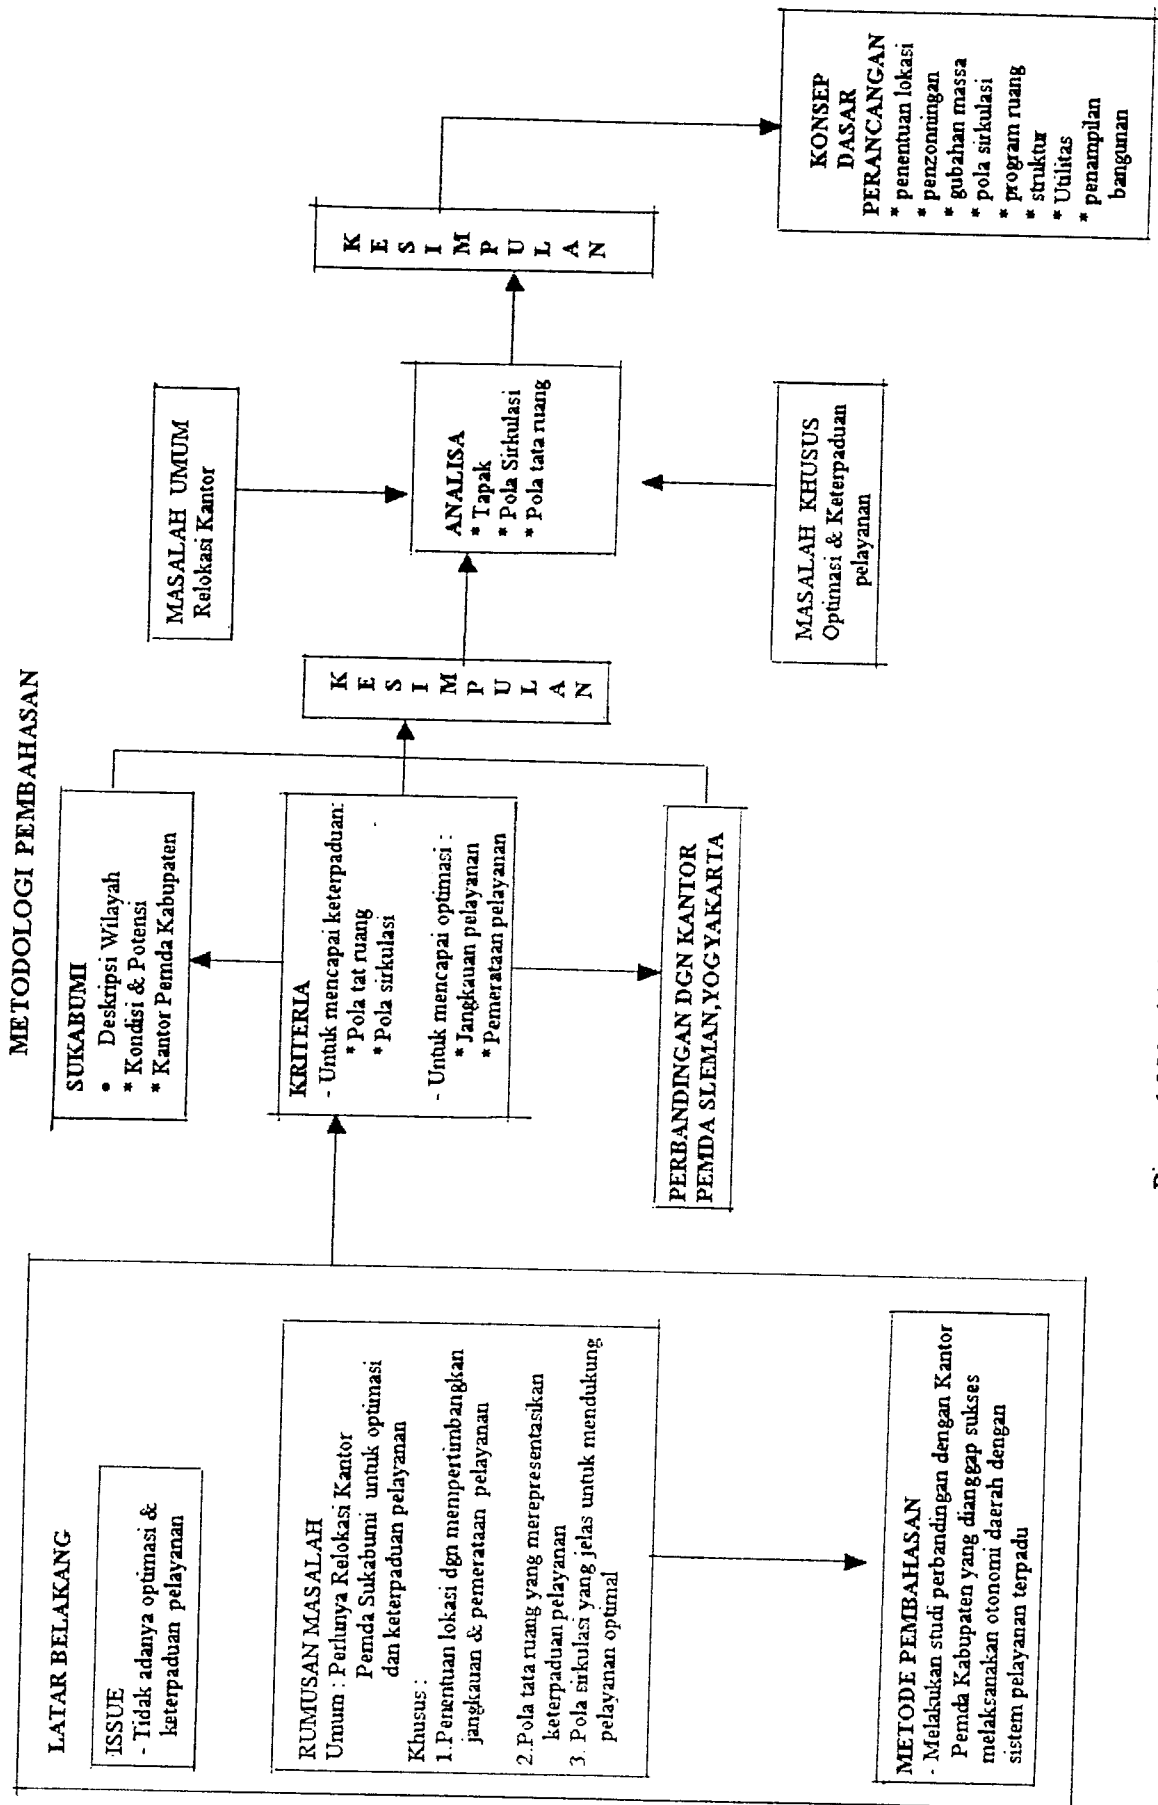 METODOLOGI PEMBAHASAN
LATAR BELAKANG
ISSUE
- Tidak adanya optimasi &
keterpaduan pelayanan
RUMUSAN MASALAH
Umum : Perlunya Relokasi Kantor
Pemda Sukabumi untuk optimasi
dan keterpaduan pelayanan
Khusus :
1.Penentuan lokasi dgn mempertimbangkan
jangkauan & pemerataan pelayanan
2.Pola tata ruang yang merepresentasikan
keterpaduan pelayanan
3. Pola sirkulasi yang jelas untuk mendukung
pelayanan optimal
METODE PEMBAHASAN
- Melakukan studi perbandingan dengan Kantor
Pemda Kabupaten yang dianggap sukses
melaksanakan otonomi daerah dengan
sistem pelayanan terpadu
SUKABUMI
• Deskripsi Wilayah
* Kondisi & Potensi
* Kantor Pemda Kabupaten
KRITERIA
- Untuk mencapai keterpaduan:
* Pola tat ruang
* Pola sirkulasi
- Untuk mencapai optimasi :
* Jangkauan pelayanan
* Pemerataan pelayanan
PERBANDINGAN DGN KANTOR
PEMDA SLEMAN,YOGYAKARTA
K
E
S
I
M
P
U
L
A
N
MASALAH UMUM
Relokasi Kantor
ANALISA
* Tapak
* Pola Sirkulasi
* Pola tata ruang
MASALAH KHUSUS
Optimasi & Keterpaduan
pelayanan
K
E
S
I
M
P
U
L
A
N
KONSEP
DASAR
PERANCANGAN
* penentuan lokasi
* penzonningan
* gubahan massa
* pola sirkulasi
* program ruang
* struktur
* Utilitas
* penampilan
bangunan